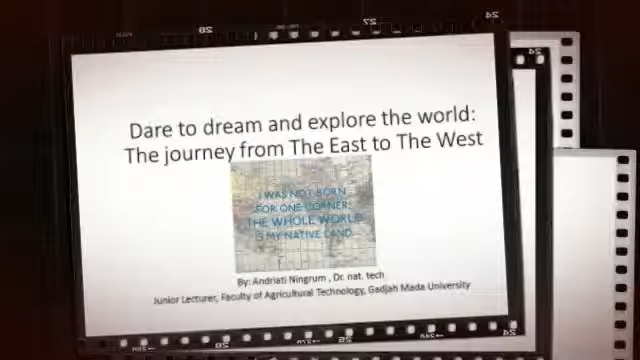 Dare to dream and explore the world:
The journey from The East to The West
I WAS NOT BORN
FOR ONE CORNER;
THE WHOLE WORLD
IS MY NATIVE LAND.
By: Andriati Ningrum , Dr. nat. tech
Junior Lecturer, Faculty of Agricultural Technology, Gadjah Mada University